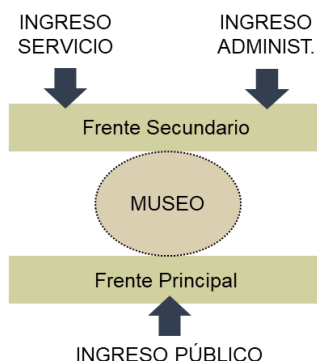 INGRESO
SERVICIO
INGRESO
ADMINIST.
Frente Secundario
MUSEO
Frente Principal
INGRESO PÚBLICO